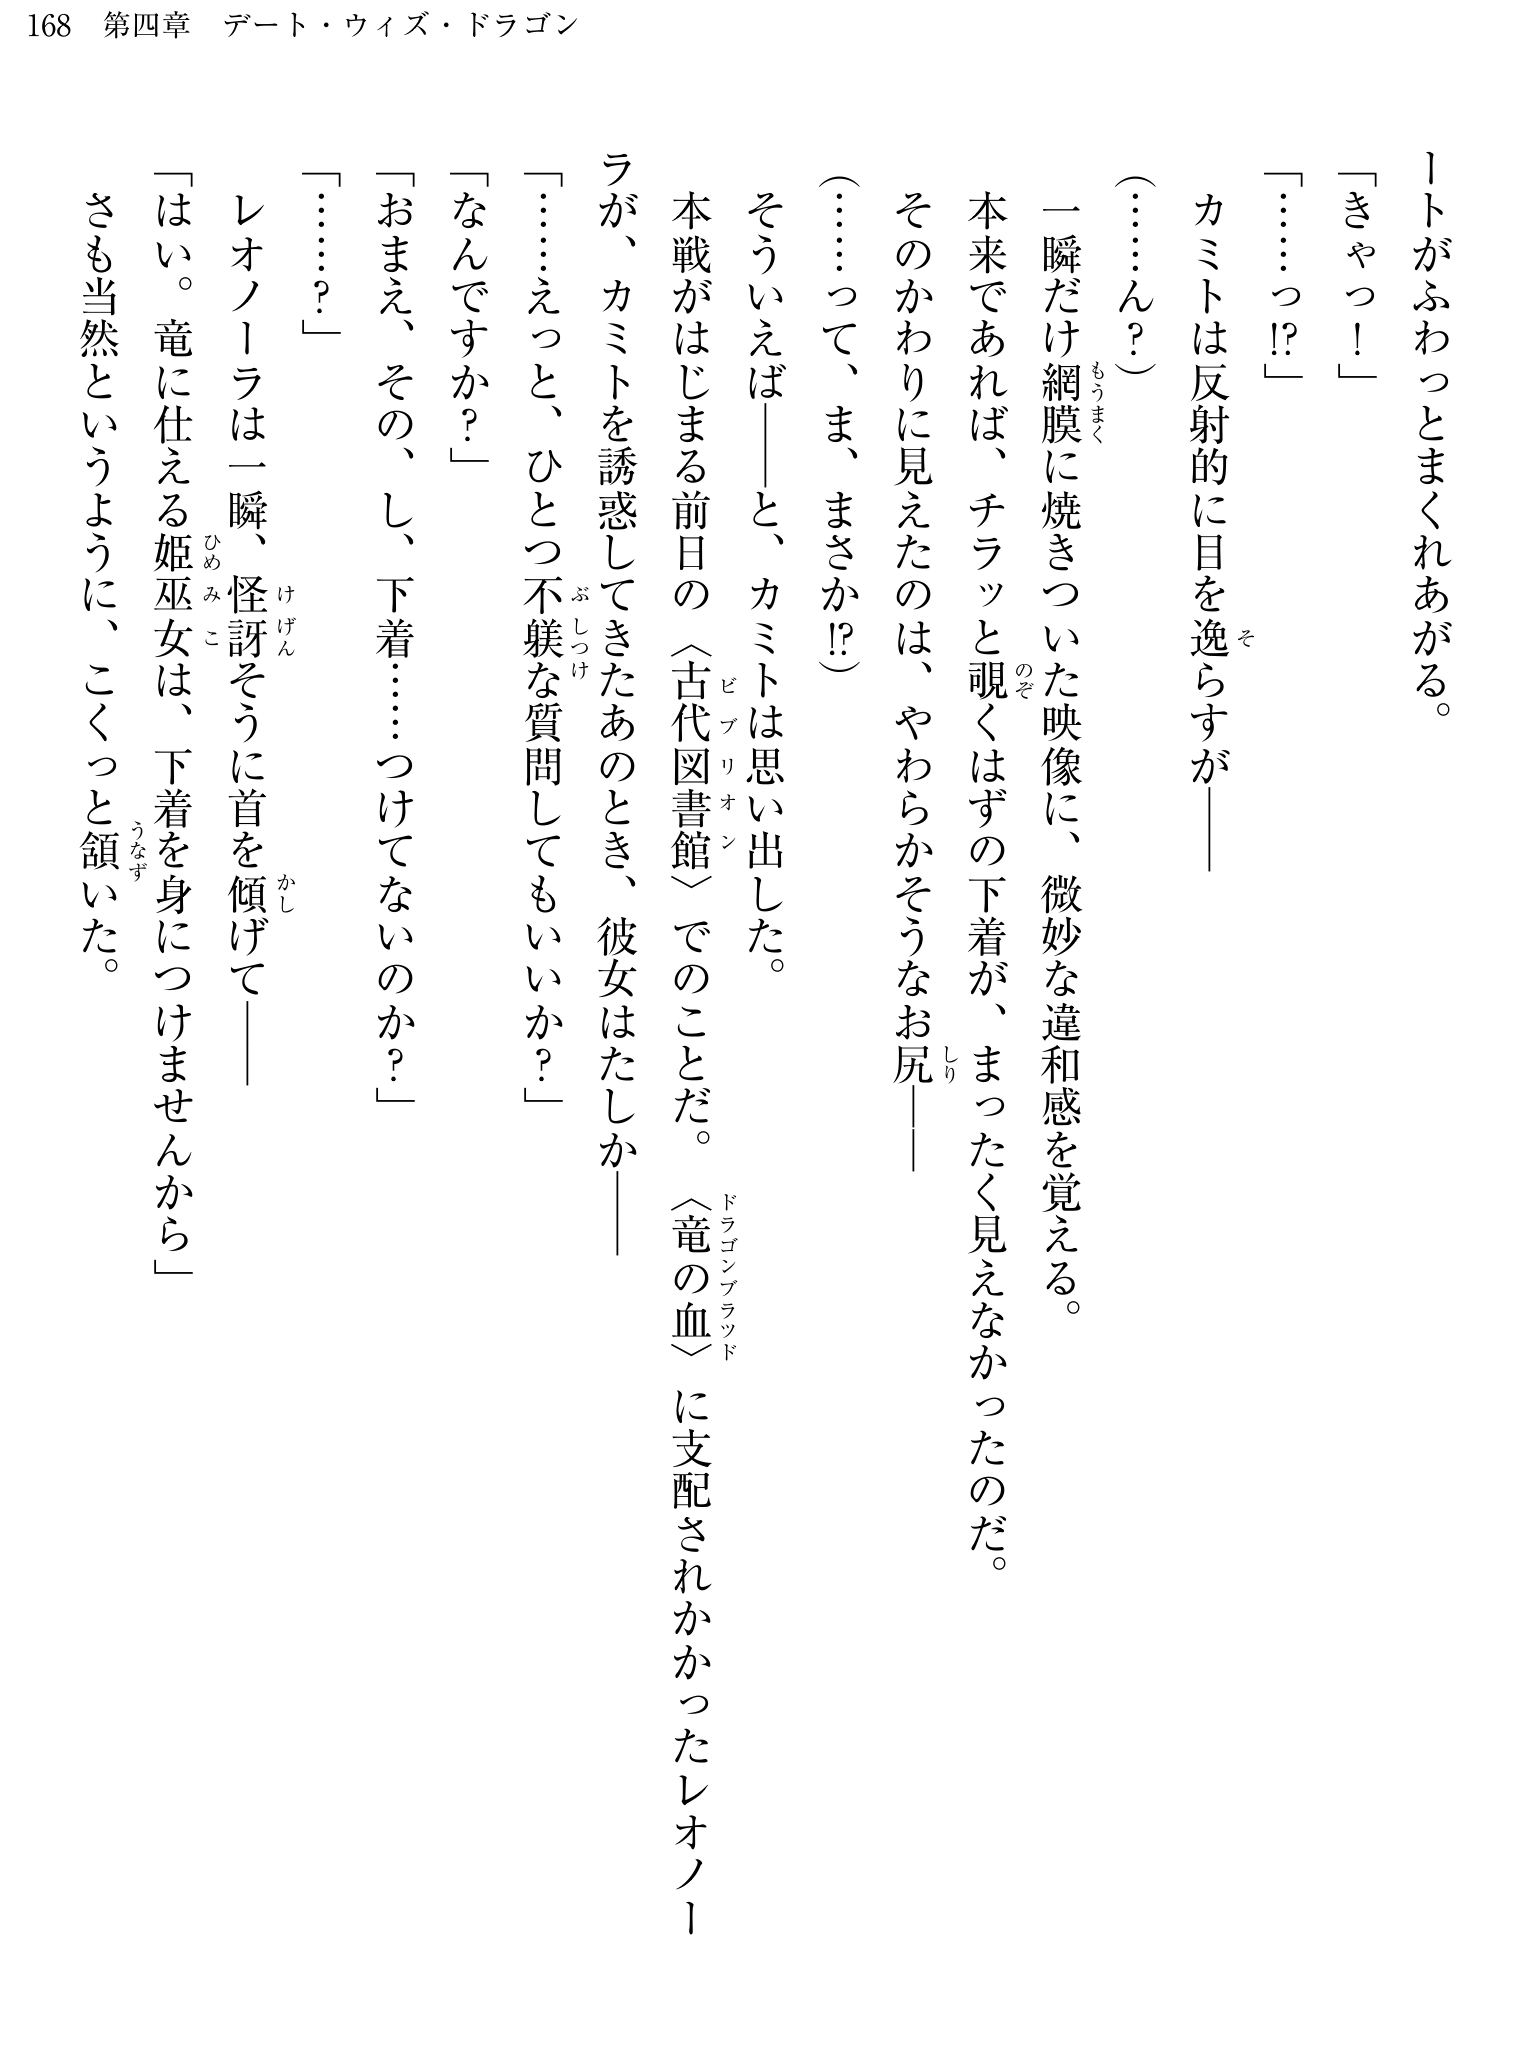 168 第四章 デート・ウィズ・ドラゴン
ートがふわっとまくれあがる。
「きゃっ！」
「……っ!?」
カミトは反射的に目を逸らすが――
（……ん？）
一瞬だけ網膜に焼きついた映像に、微妙な違和感を覚える。
本来であれば、チラッと覗くはずの下着が、まったく見えなかったのだ。
そのかわりに見えたのは、やわらかそうなお尻――
（……って、ま、まさか!?）
そういえば――と、カミトは思い出した。
本戦がはじまる前日の〈古代図書館〉でのことだ。〈竜の血〉に支配されかかったレオノー
ラが、カミトを誘惑してきたあのとき、彼女はたしか――
「……えっと、ひとつ不躾な質問してもいいか？」
「なんですか？」
「おまえ、その、し、下着……つけてないのか？」
「……？」
レオノーラは一瞬、怪訝そうに首を傾げて――
「はい。竜に仕える姫巫女は、下着を身につけませんから」
さも当然というように、こくっと頷いた。